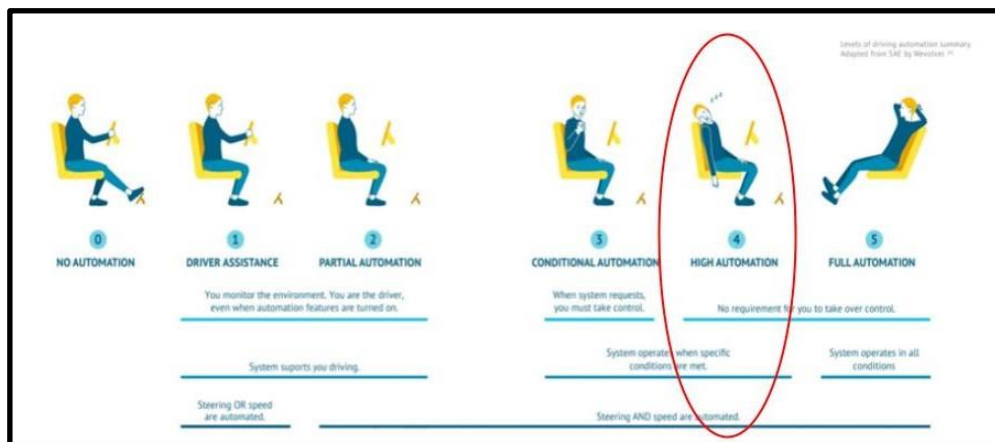 Levels of driving automation summary
Adapted from SAE by Wevolver
zzz
0
1
2
3
4
5
NO AUTOMATION
DRIVER ASSISTANCE
PARTIAL AUTOMATION
CONDITIONAL AUTOMATION
HIGH AUTOMATION
FULL AUTOMATION
You monitor the environment. You are the driver,
even when automation features are turned on.
When system requests,
you must take control.
No requirement for you to take over control.
System suports you driving.
System operates when specific
conditions are met.
System operates in all
conditions
Steering OR speed
are automated.
Steering AND speed are automated.